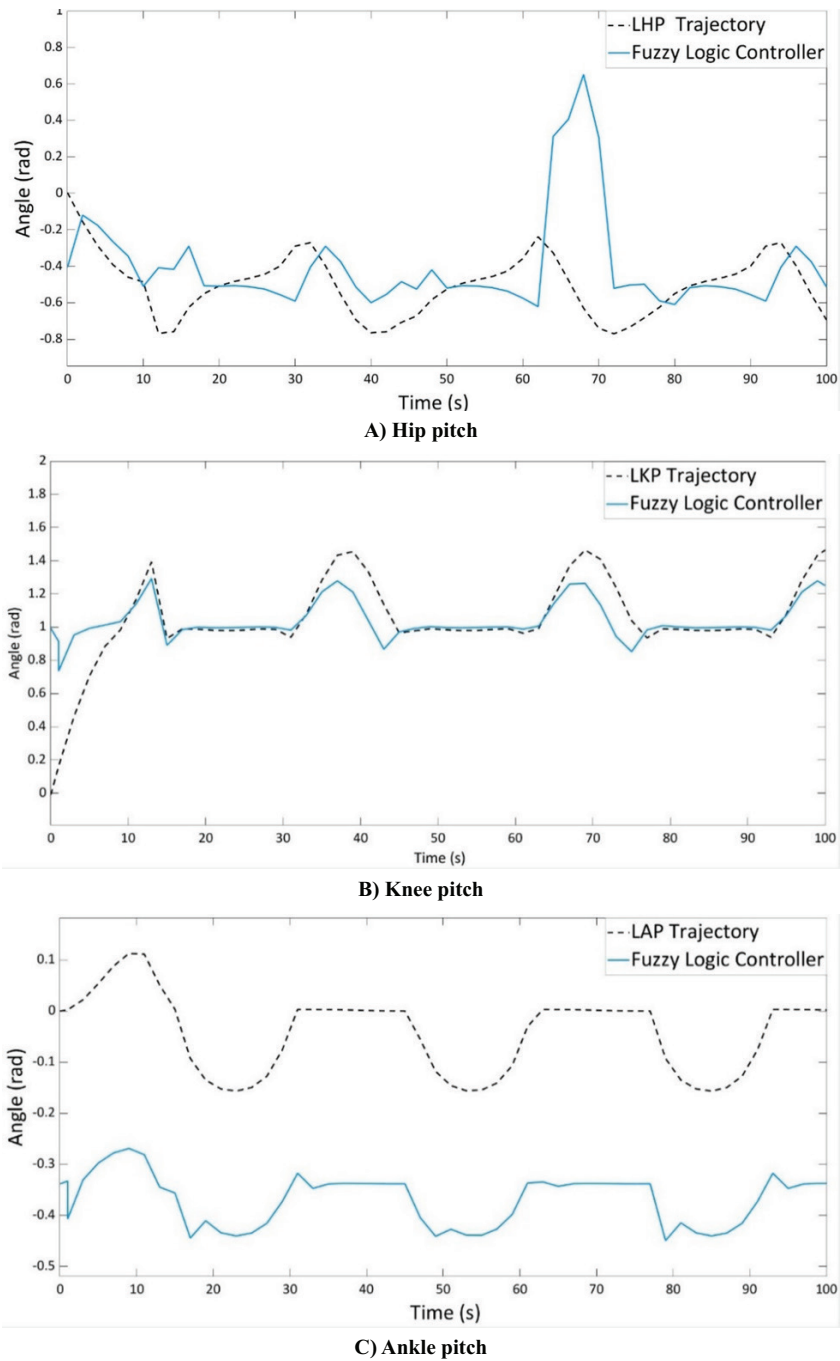 1
0.8
0.6
0.4
0.2
0
-0.2
-0.4
-0.6
-0.8
Angle (rad)
LHP Trajectory
Fuzzy Logic Controller
0 10 20 30 40 50 60 70 80 90 100
Time (s)
A) Hip pitch
2
1.8
1.6
1.4
1.2
1
0.8
0.6
0.4
0.2
0
Angle (rad)
LKP Trajectory
Fuzzy Logic Controller
0 10 20 30 40 50 60 70 80 90 100
Time (s)
B) Knee pitch
0.1
0
-0.1
-0.2
-0.3
-0.4
-0.5
Angle (rad)
LAP Trajectory
Fuzzy Logic Controller
0 10 20 30 40 50 60 70 80 90 100
Time (s)
C) Ankle pitch